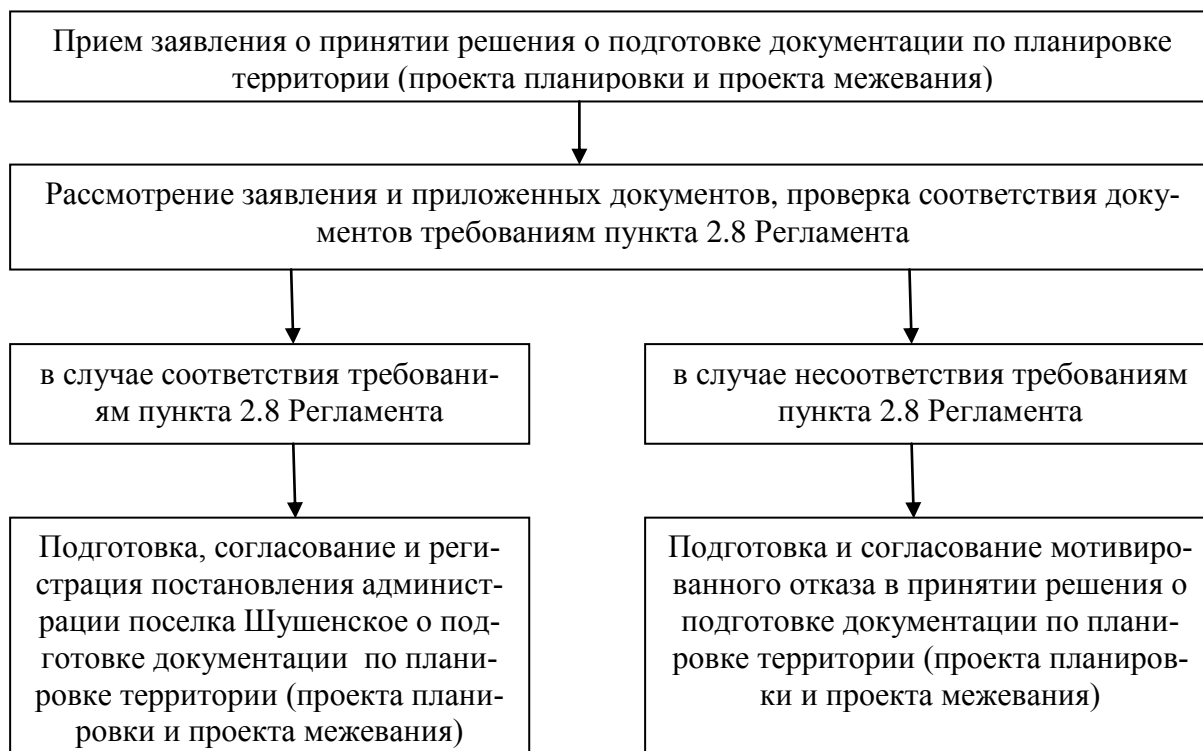 Прием заявления о принятии решения о подготовке документации по планировке
территории (проекта планировки и проекта межевания)
Рассмотрение заявления и приложенных документов, проверка соответствия доку-
ментов требованиям пункта 2.8 Регламента
в случае соответствия требовани-
ям пункта 2.8 Регламента
в случае несоответствия требованиям
пункта 2.8 Регламента
Подготовка, согласование и реги-
страция постановления админист-
рации поселка Шушенское о под-
готовке документации по плани-
ровке территории (проекта плани-
ровки и проекта межевания)
Подготовка и согласование мотивиро-
ванного отказа в принятии решения о
подготовке документации по плани-
ровке территории (проекта планиров-
ки и проекта межевания)